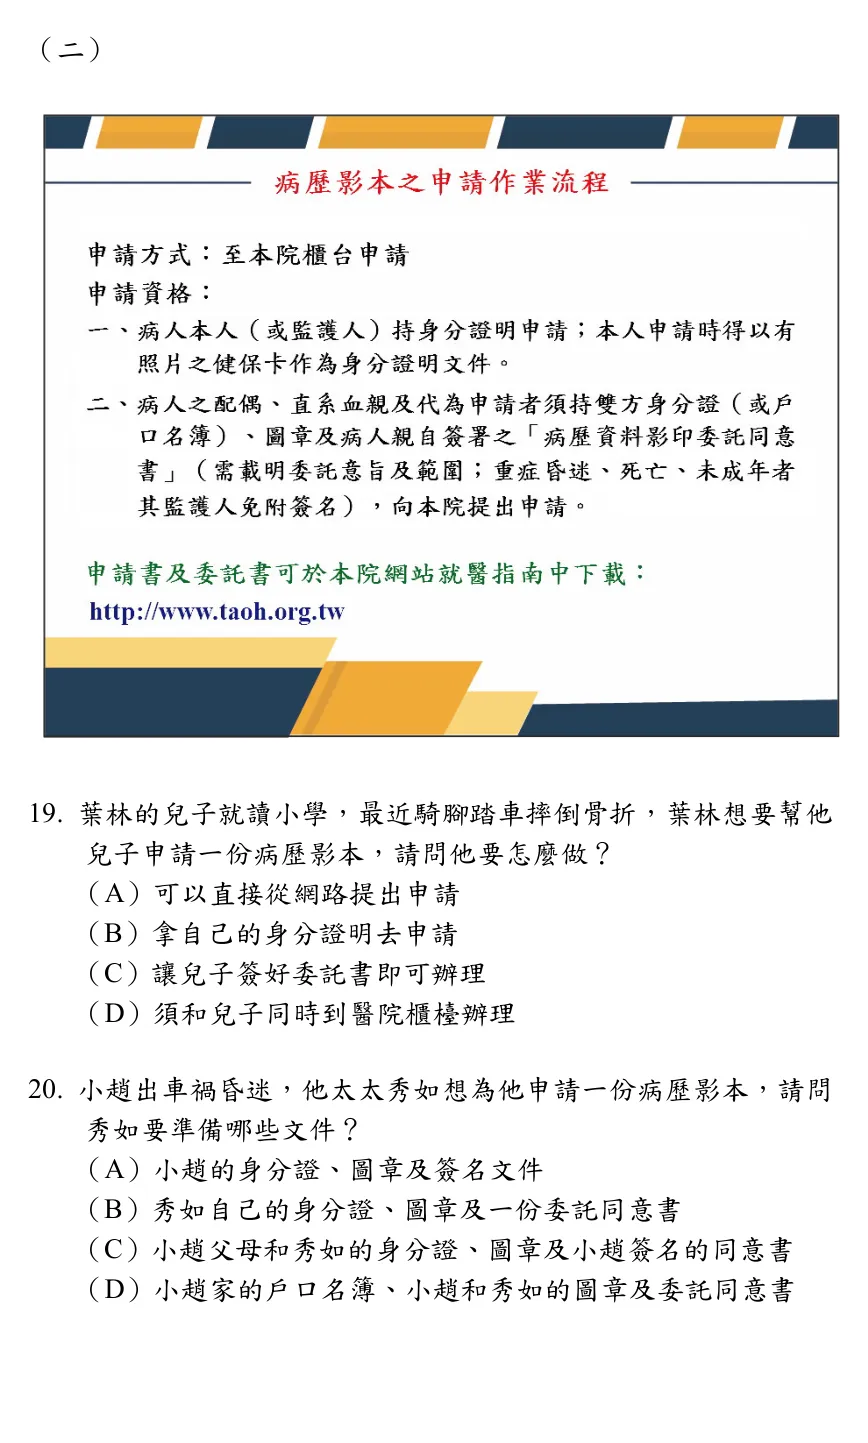 （二）
病歷影本之申請作業流程
申請方式：至本院櫃台申請
申請資格：
一、病人本人（或監護人）持身分證明申請；本人申請時得以有
照片之健保卡作為身分證明文件。
二、病人之配偶、直系血親及代為申請者須持雙方身分證（或戶
口名簿）、圖章及病人親自簽署之「病歷資料影印委託同意
書」（需載明委託意旨及範圍；重症昏迷、死亡、未成年者
其監護人免附簽名），向本院提出申請。
申請書及委託書可於本院網站就醫指南中下載：
http://www.taoh.org.tw
19. 葉林的兒子就讀小學，最近騎腳踏車摔倒骨折，葉林想要幫他
兒子申請一份病歷影本，請問他要怎麼做？
（A）可以直接從網路提出申請
（B）拿自己的身分證明去申請
（C）讓兒子簽好委託書即可辦理
（D）須和兒子同時到醫院櫃檯辦理
20. 小趙出車禍昏迷，他太太秀如想為他申請一份病歷影本，請問
秀如要準備哪些文件？
（A）小趙的身分證、圖章及簽名文件
（B）秀如自己的身分證、圖章及一份委託同意書
（C）小趙父母和秀如的身分證、圖章及小趙簽名的同意書
（D）小趙家的戶口名簿、小趙和秀如的圖章及委託同意書